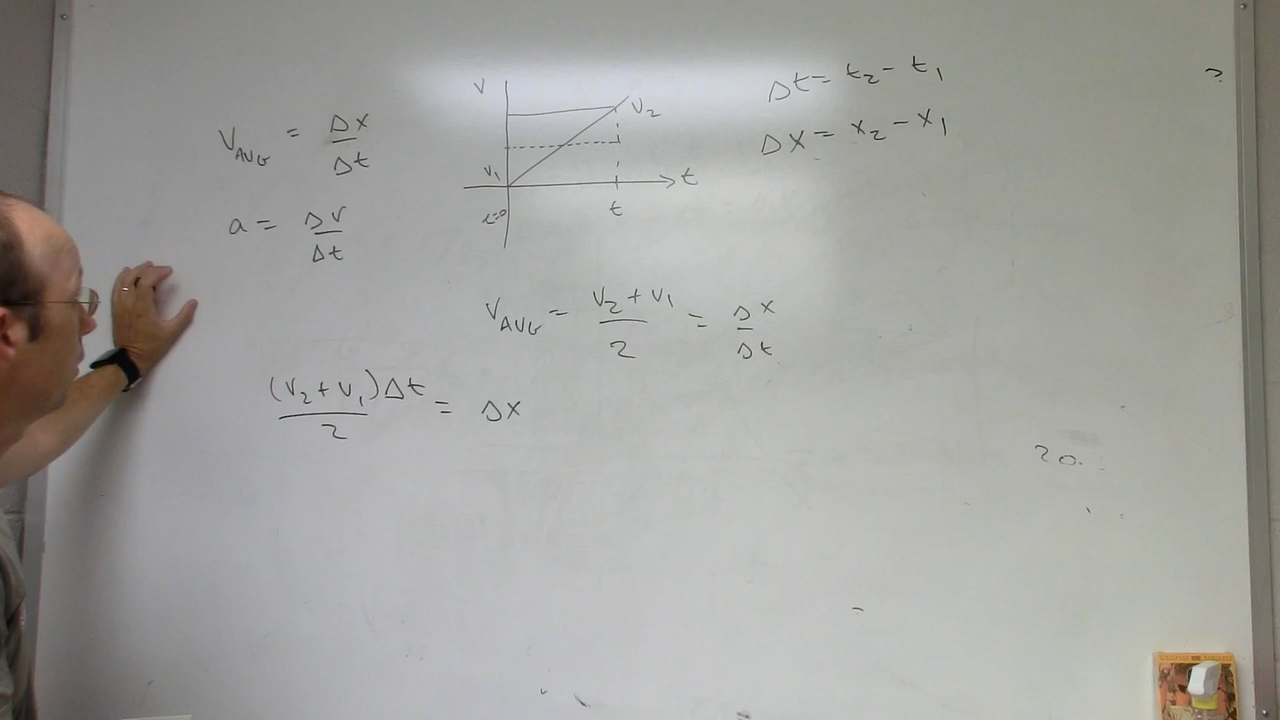 V_AVG = Δx/Δt
a = Δv/Δt
V
V₂
V₁
t
t=0
t
Δt = t₂ - t₁
Δx = x₂ - x₁
V_AVG = (V₂ + V₁)/2 = Δx/Δt
(V₂ + V₁)Δt/2 = Δx
20.